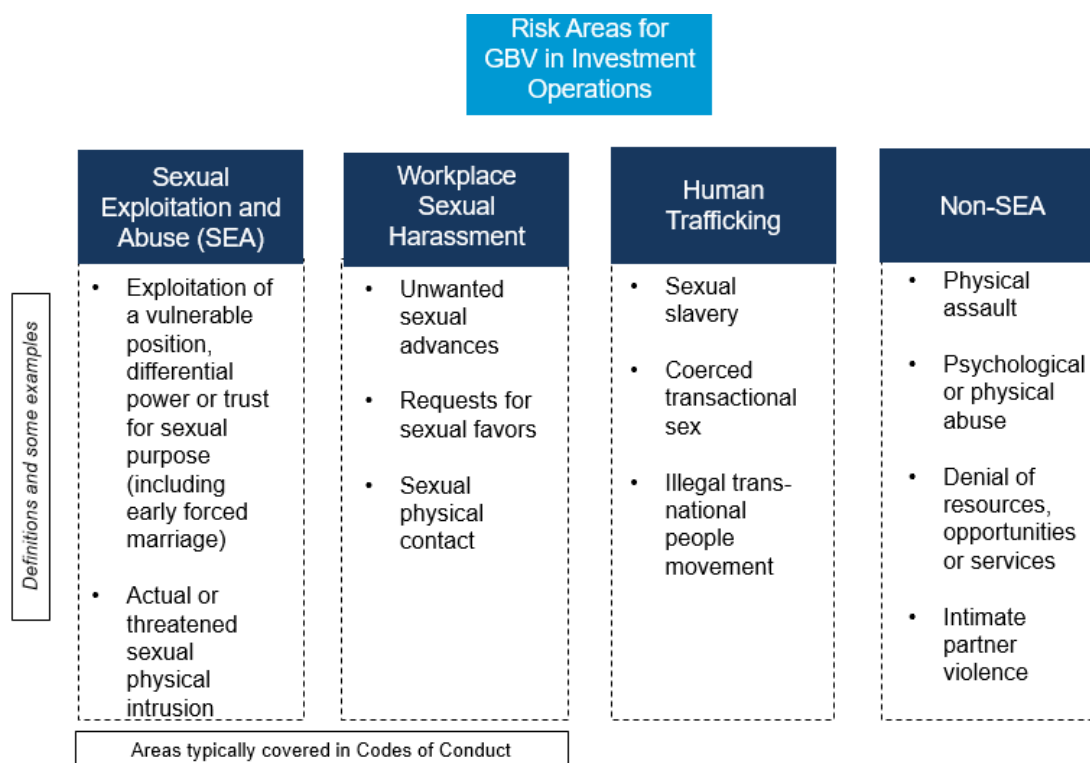 Risk Areas for
GBV in Investment
Operations
Sexual
Exploitation and
Abuse (SEA)
Workplace
Sexual
Harassment
Human
Trafficking
Non-SEA
Definitions and some examples
• Exploitation of
a vulnerable
position,
differential
power or trust
for sexual
purpose
(including
early forced
marriage)
• Actual or
threatened
sexual
physical
intrusion
• Unwanted
sexual
advances
• Requests for
sexual favors
• Sexual
physical
contact
• Sexual
slavery
• Coerced
transactional
sex
• Illegal trans-
national
people
movement
• Physical
assault
• Psychological
or physical
abuse
• Denial of
resources,
opportunities
or services
• Intimate
partner
violence
Areas typically covered in Codes of Conduct